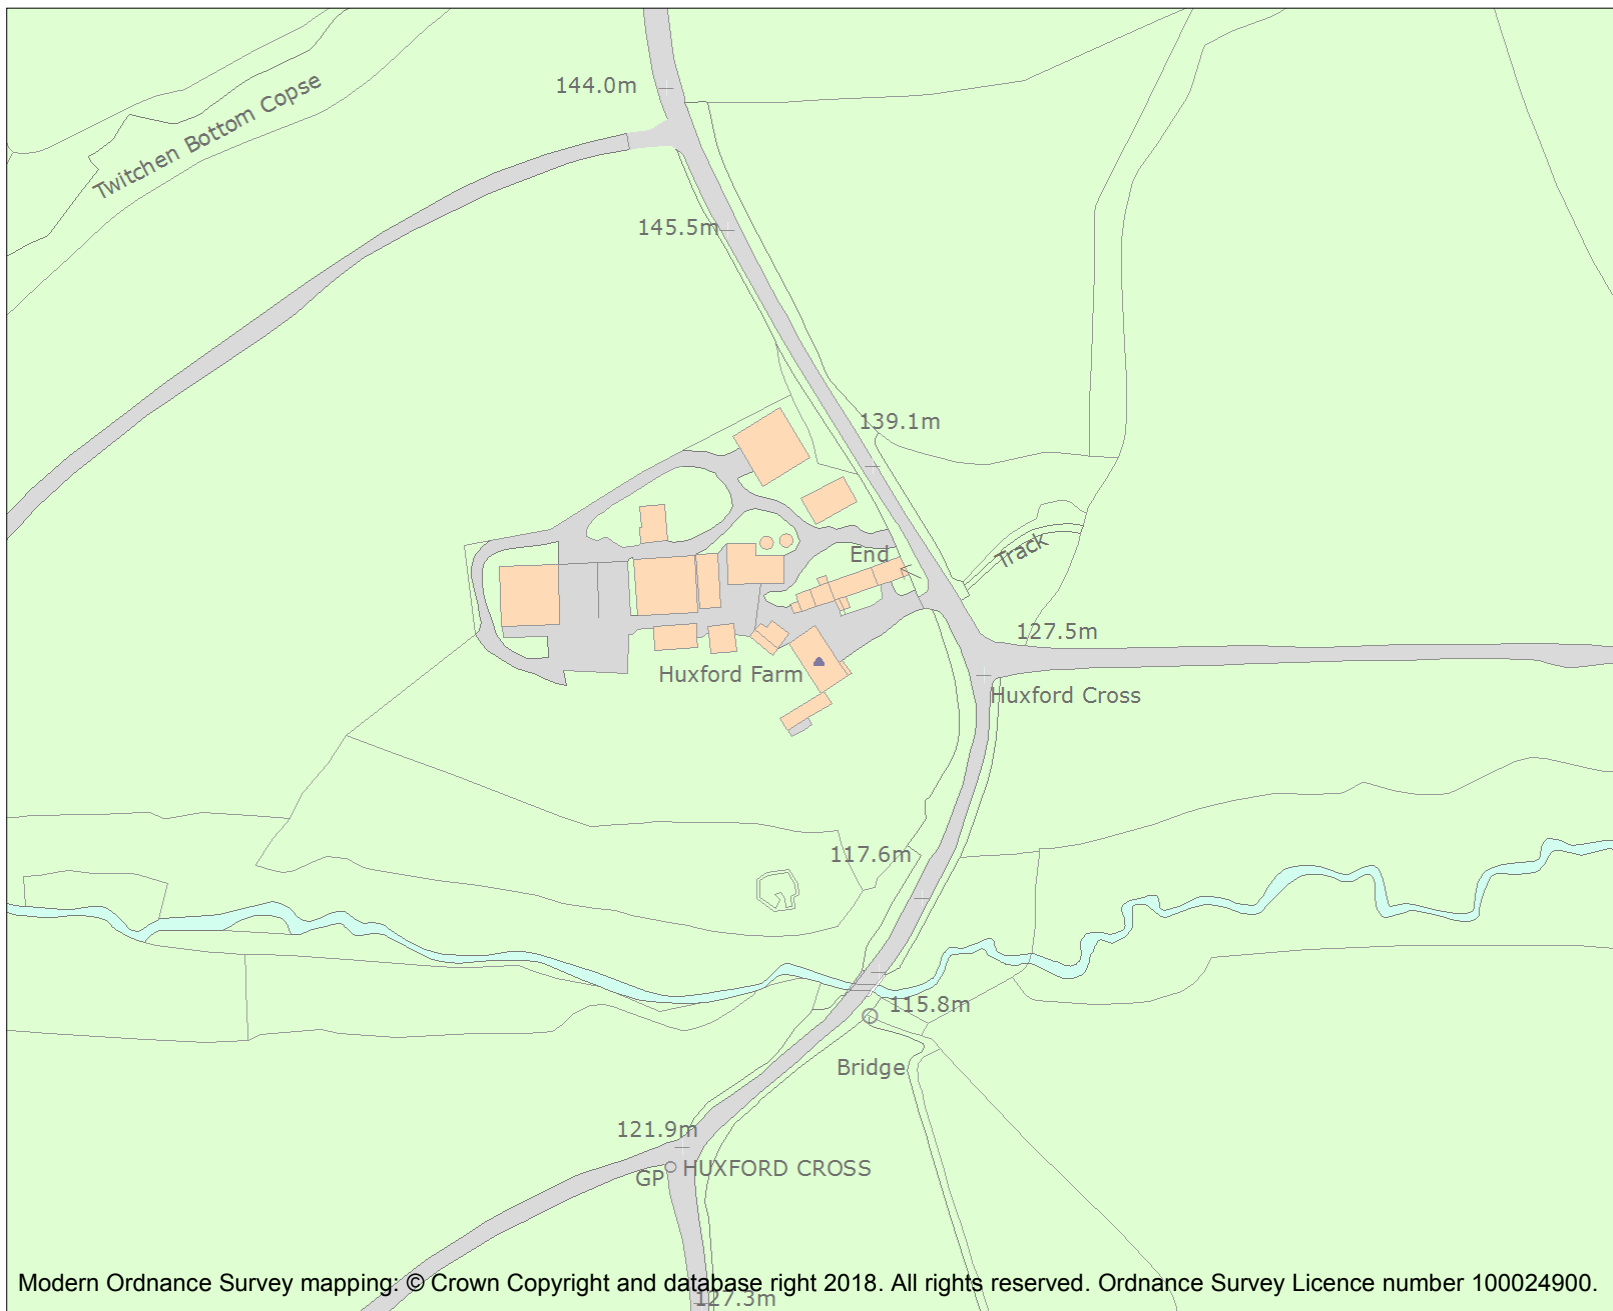 144.0m
Twitchen Bottom Copse
145.5m
139.1m
End
Track
127.5m
Huxford Farm
Huxford Cross
117.6m
115.8m
Bridge
121.9m
GP
HUXFORD CROSS
127.3m
Modern Ordnance Survey mapping: © Crown Copyright and database right 2018. All rights reserved. Ordnance Survey Licence number 100024900.